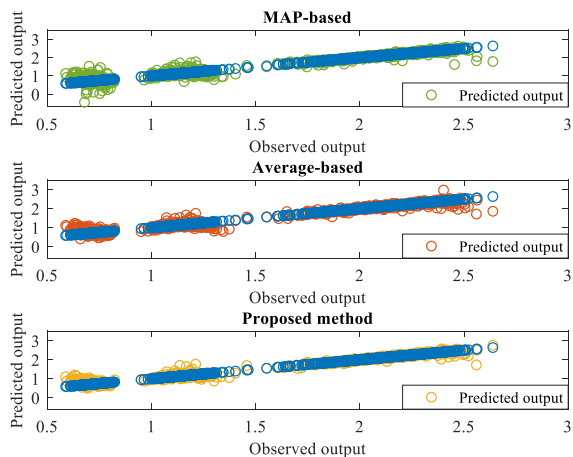 MAP-based
Predicted output
3
2
1
0
Predicted output
0.5 1 1.5 2 2.5 3
Observed output
Average-based
Predicted output
3
2
1
0
Predicted output
0.5 1 1.5 2 2.5 3
Observed output
Proposed method
Predicted output
3
2
1
0
Predicted output
0.5 1 1.5 2 2.5 3
Observed output